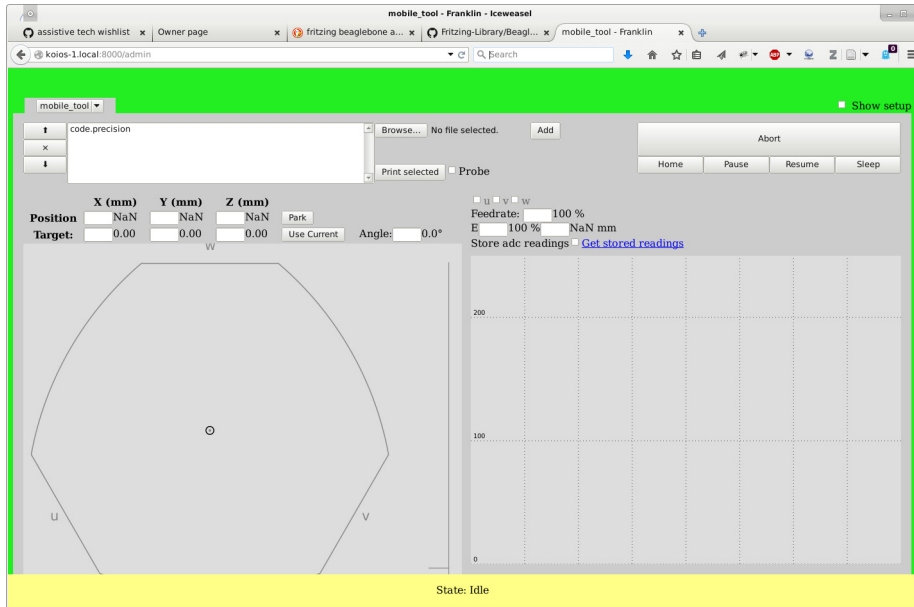 mobile_tool - Franklin - Iceweasel
assistive tech wishlist x Owner page x fritzing beaglebone a... x Fritzing-Library/Beagl... x mobile_tool - Franklin x
koios-1.local:8000/admin Search ABP 0
mobile_tool Show setup
code.precision Browse... No file selected. Add Abort
Print selected Probe Home Pause Resume Sleep
X (mm) Y (mm) Z (mm) u v w
Position NaN NaN NaN Park Feedrate: 100 %
Target: 0.00 0.00 0.00 Use Current Angle: 0.0° E 100 % NaN mm
Store adc readings Get stored readings
w
200
100
u v
0
State: Idle